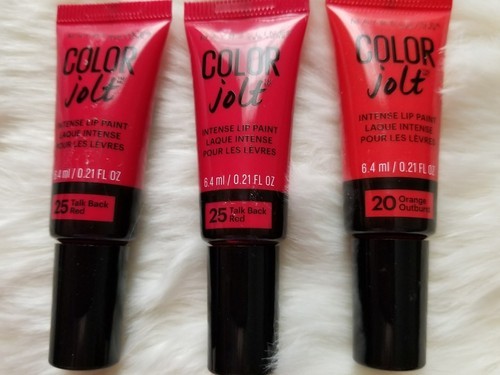 COLOR
jolt
INTENSE LIP PAINT
LAQUE INTENSE
POUR LES LÈVRES
6.4 ml / 0.21 FL OZ
25 Talk Back
Red
COLOR
jolt
INTENSE LIP PAINT
LAQUE INTENSE
POUR LES LÈVRES
6.4 ml / 0.21 FL OZ
25 Talk Back
Red
COLOR
jolt
INTENSE LIP PAINT
LAQUE INTENSE
POUR LES LÈVRES
6.4 ml / 0.21 FL OZ
20 Orange
Outburst